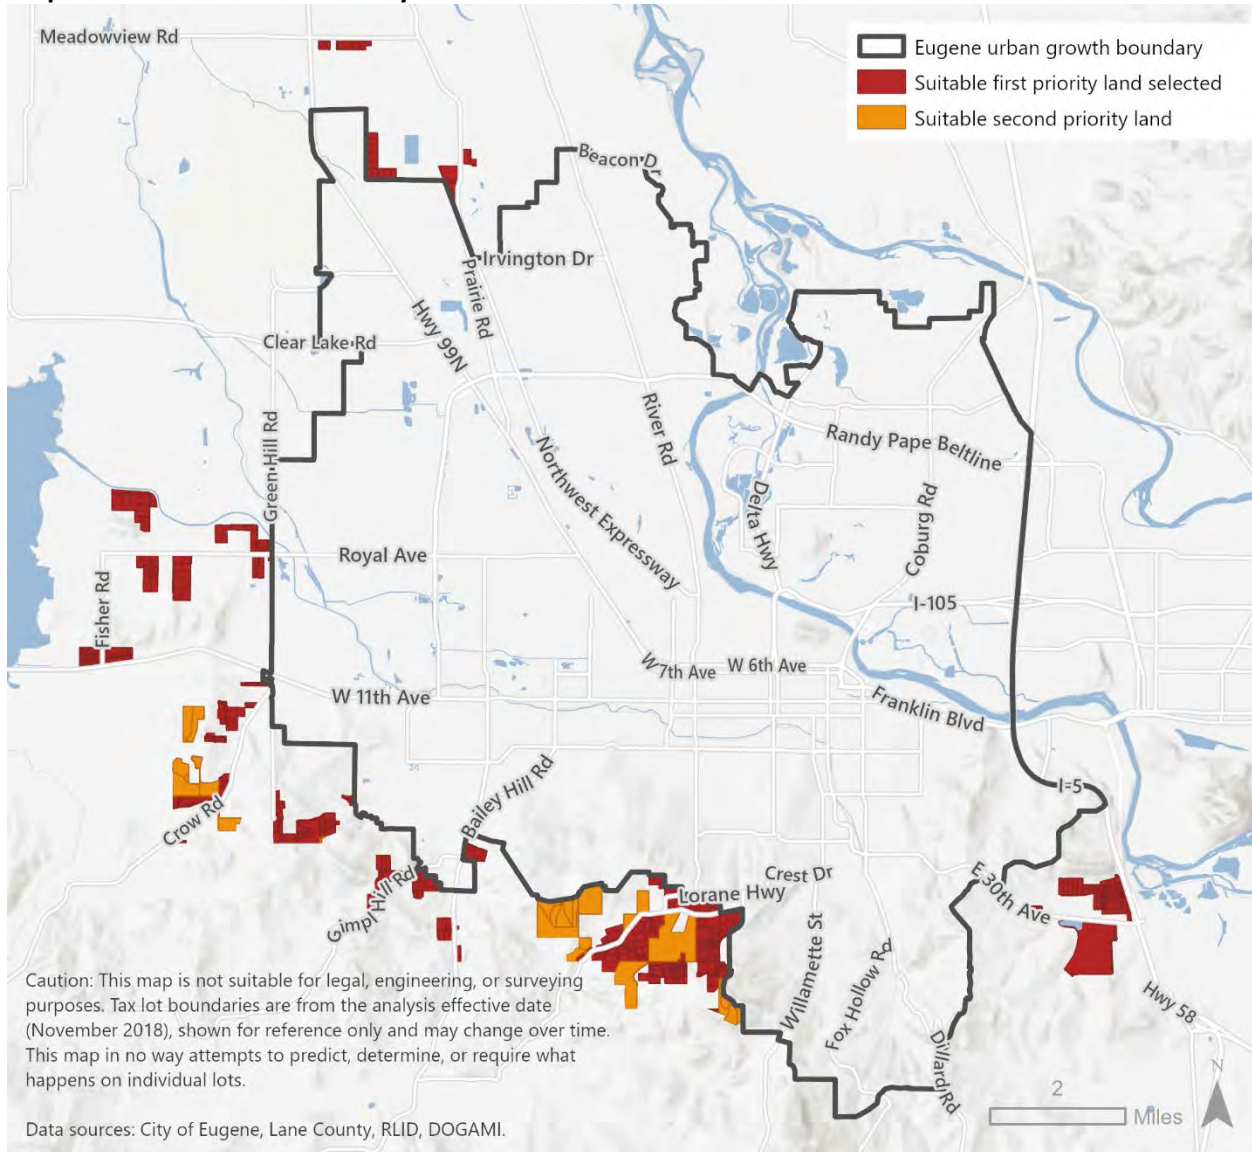 Meadowview Rd
Eugene urban growth boundary
Suitable first priority land selected
Suitable second priority land
Beacon Dr
Irvington Dr
Prairie Rd
Hwy 99N
Clear Lake Rd
Green Hill Rd
River Rd
Randy Pape Beltline
Northwest Expressway
Delta Hwy
Coburg Rd
Royal Ave
Fisher Rd
I-105
W 7th Ave
W 6th Ave
W 11th Ave
Franklin Blvd
I-5
Bailey Hill Rd
Crow Rd
Gimpl Hill Rd
Crest Dr
Lorane Hwy
E 30th Ave
Willamette St
Fox Hollow Rd
Dillard Rd
Hwy 58
Caution: This map is not suitable for legal, engineering, or surveying
purposes. Tax lot boundaries are from the analysis effective date
(November 2018), shown for reference only and may change over time.
This map in no way attempts to predict, determine, or require what
happens on individual lots.
Data sources: City of Eugene, Lane County, RLID, DOGAMI.
2
Miles
N